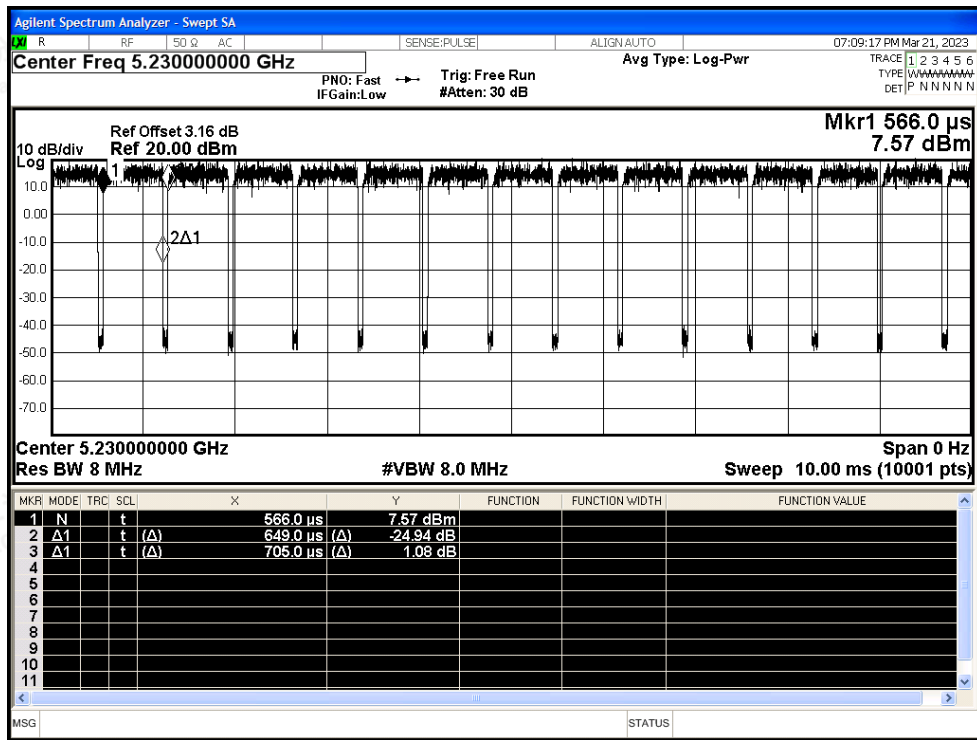 Agilent Spectrum Analyzer - Swept SA
LXI R RF 50 Ω AC SENSE:PULSE ALIGN AUTO 07:09:17 PM Mar 21, 2023
Center Freq 5.230000000 GHz
PNO: Fast
IFGain:Low
Trig: Free Run
#Atten: 30 dB
Avg Type: Log-Pwr
TRACE 1 2 3 4 5 6
TYPE WWWWWWW
DET P N N N N N
Ref Offset 3.16 dB
10 dB/div Ref 20.00 dBm
Log
Mkr1 566.0 µs
7.57 dBm
1
10.0
0.00
2Δ1
-10.0
-20.0
-30.0
-40.0
-50.0
-60.0
-70.0
Center 5.230000000 GHz Span 0 Hz
Res BW 8 MHz #VBW 8.0 MHz Sweep 10.00 ms (10001 pts)
MKR MODE TRC SCL X Y FUNCTION FUNCTION WIDTH FUNCTION VALUE
1 N t 566.0 µs 7.57 dBm
2 Δ1 t (Δ) 649.0 µs (Δ) -24.94 dB
3 Δ1 t (Δ) 705.0 µs (Δ) 1.08 dB
4
5
6
7
8
9
10
11
MSG STATUS